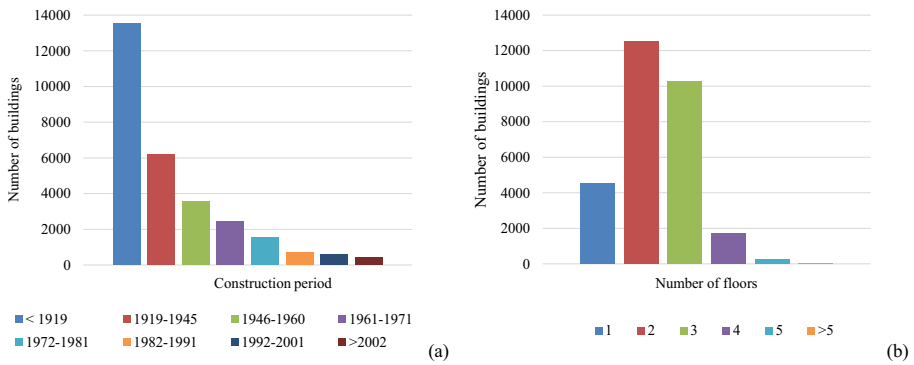 Number of buildings
14000
12000
10000
8000
6000
4000
2000
0
Construction period
< 1919 1919-1945 1946-1960 1961-1971
1972-1981 1982-1991 1992-2001 >2002
(a)
Number of buildings
14000
12000
10000
8000
6000
4000
2000
0
Number of floors
1 2 3 4 5 >5
(b)